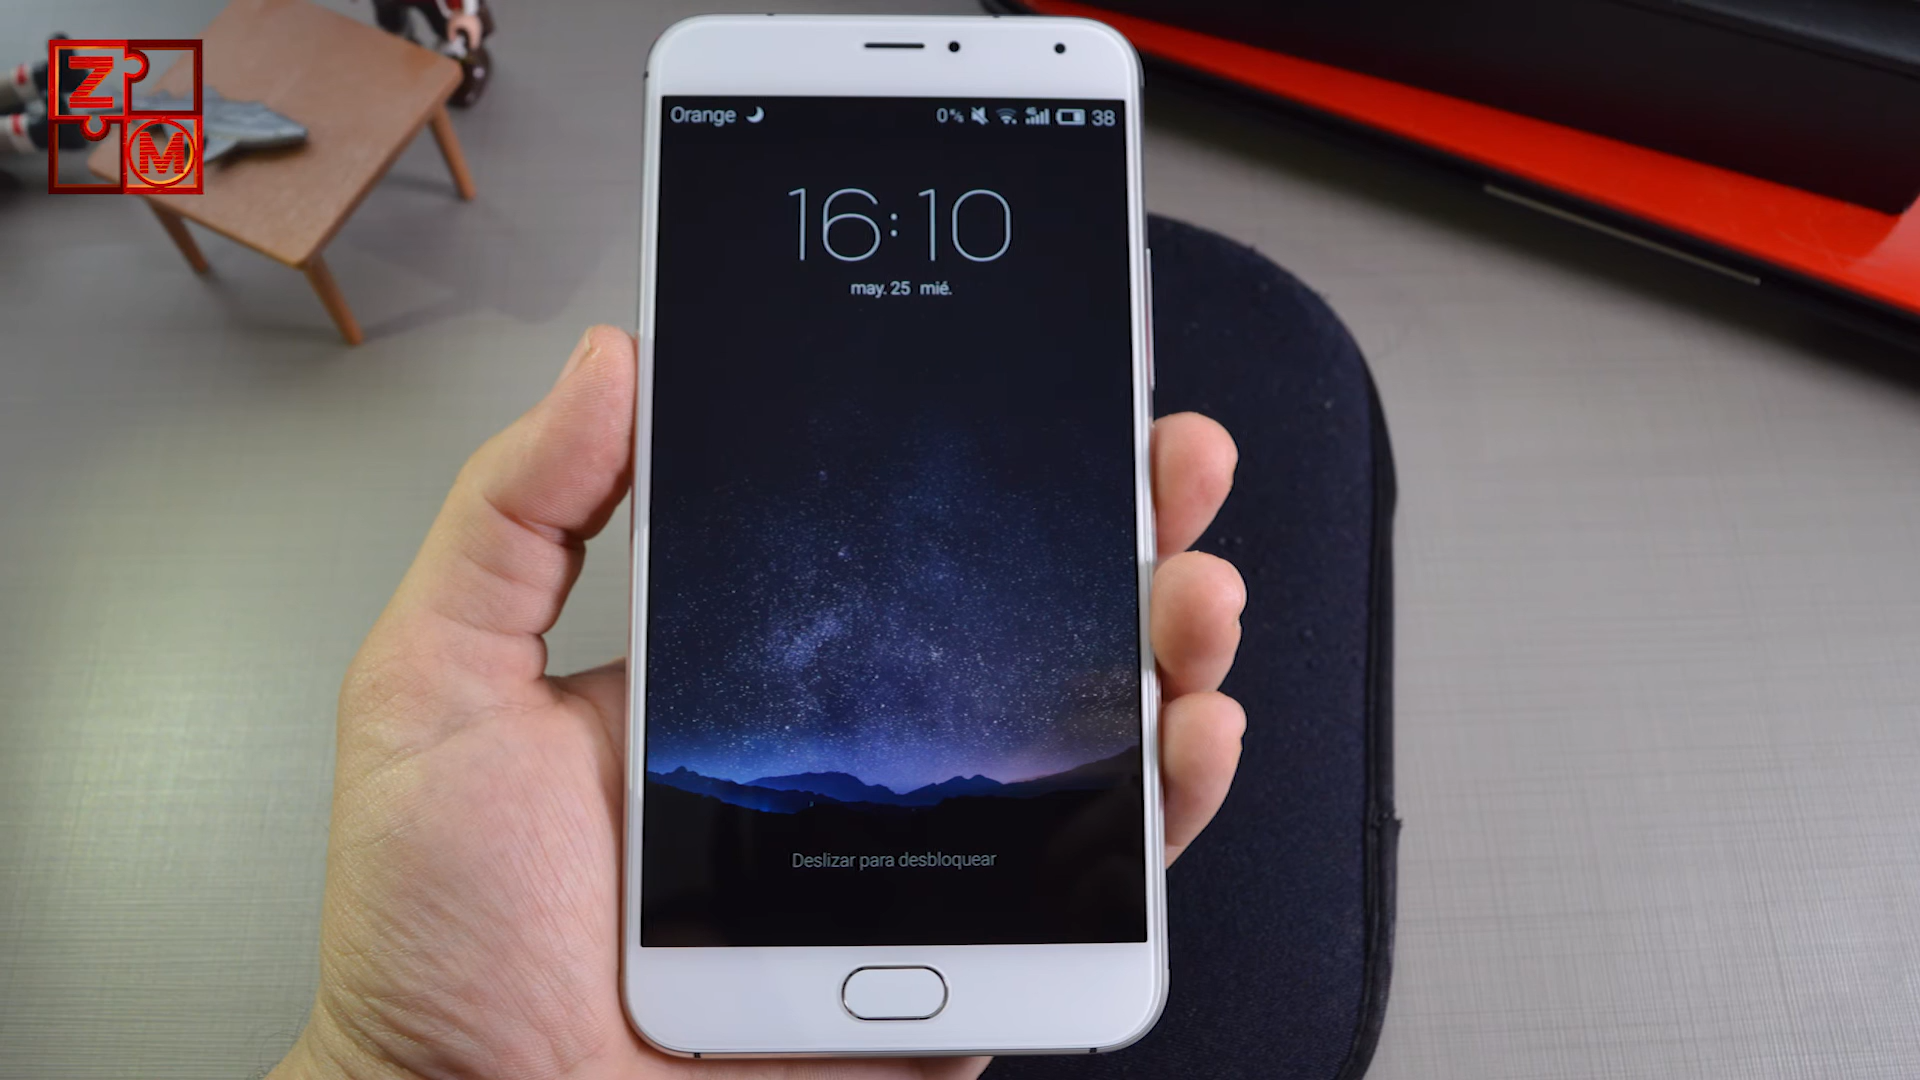 Z
M
Orange 0% 38
16:10
may. 25 mié.
Deslizar para desbloquear